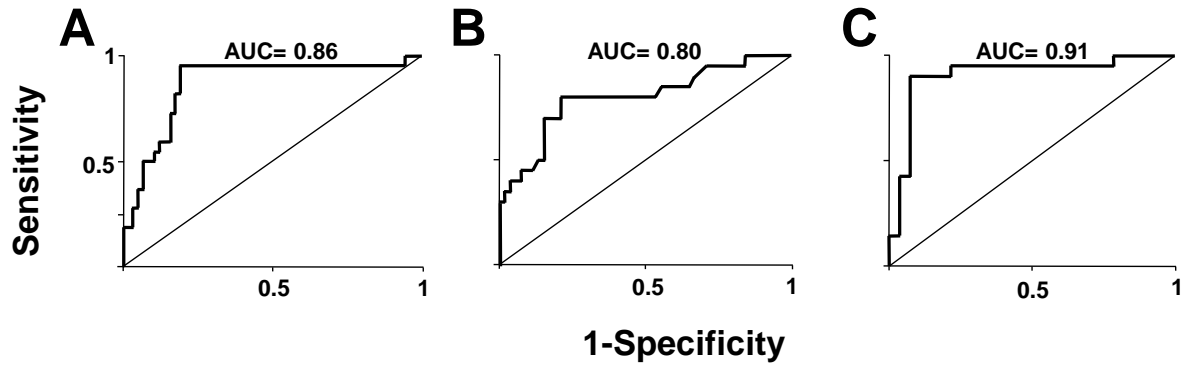 A
B
C
AUC= 0.86
AUC= 0.80
AUC= 0.91
1
0.5
Sensitivity
0.5
1
0.5
1
0.5
1
1-Specificity